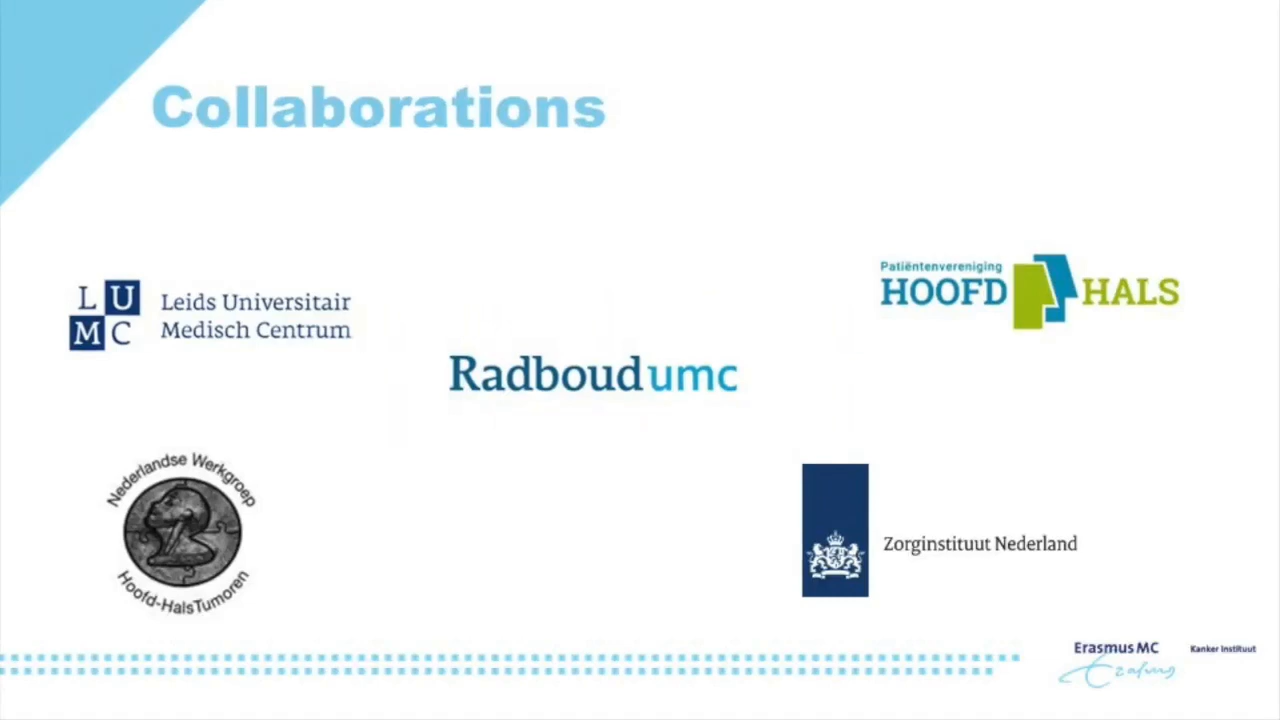 Collaborations
L U
M C
Leids Universitair
Medisch Centrum
Patiëntenvereniging
HOOFD HALS
Radboudumc
Nederlandse Werkgroep
Hoofd-HalsTumoren
Zorginstituut Nederland
Erasmus MC
Erasmus
Kanker Instituut